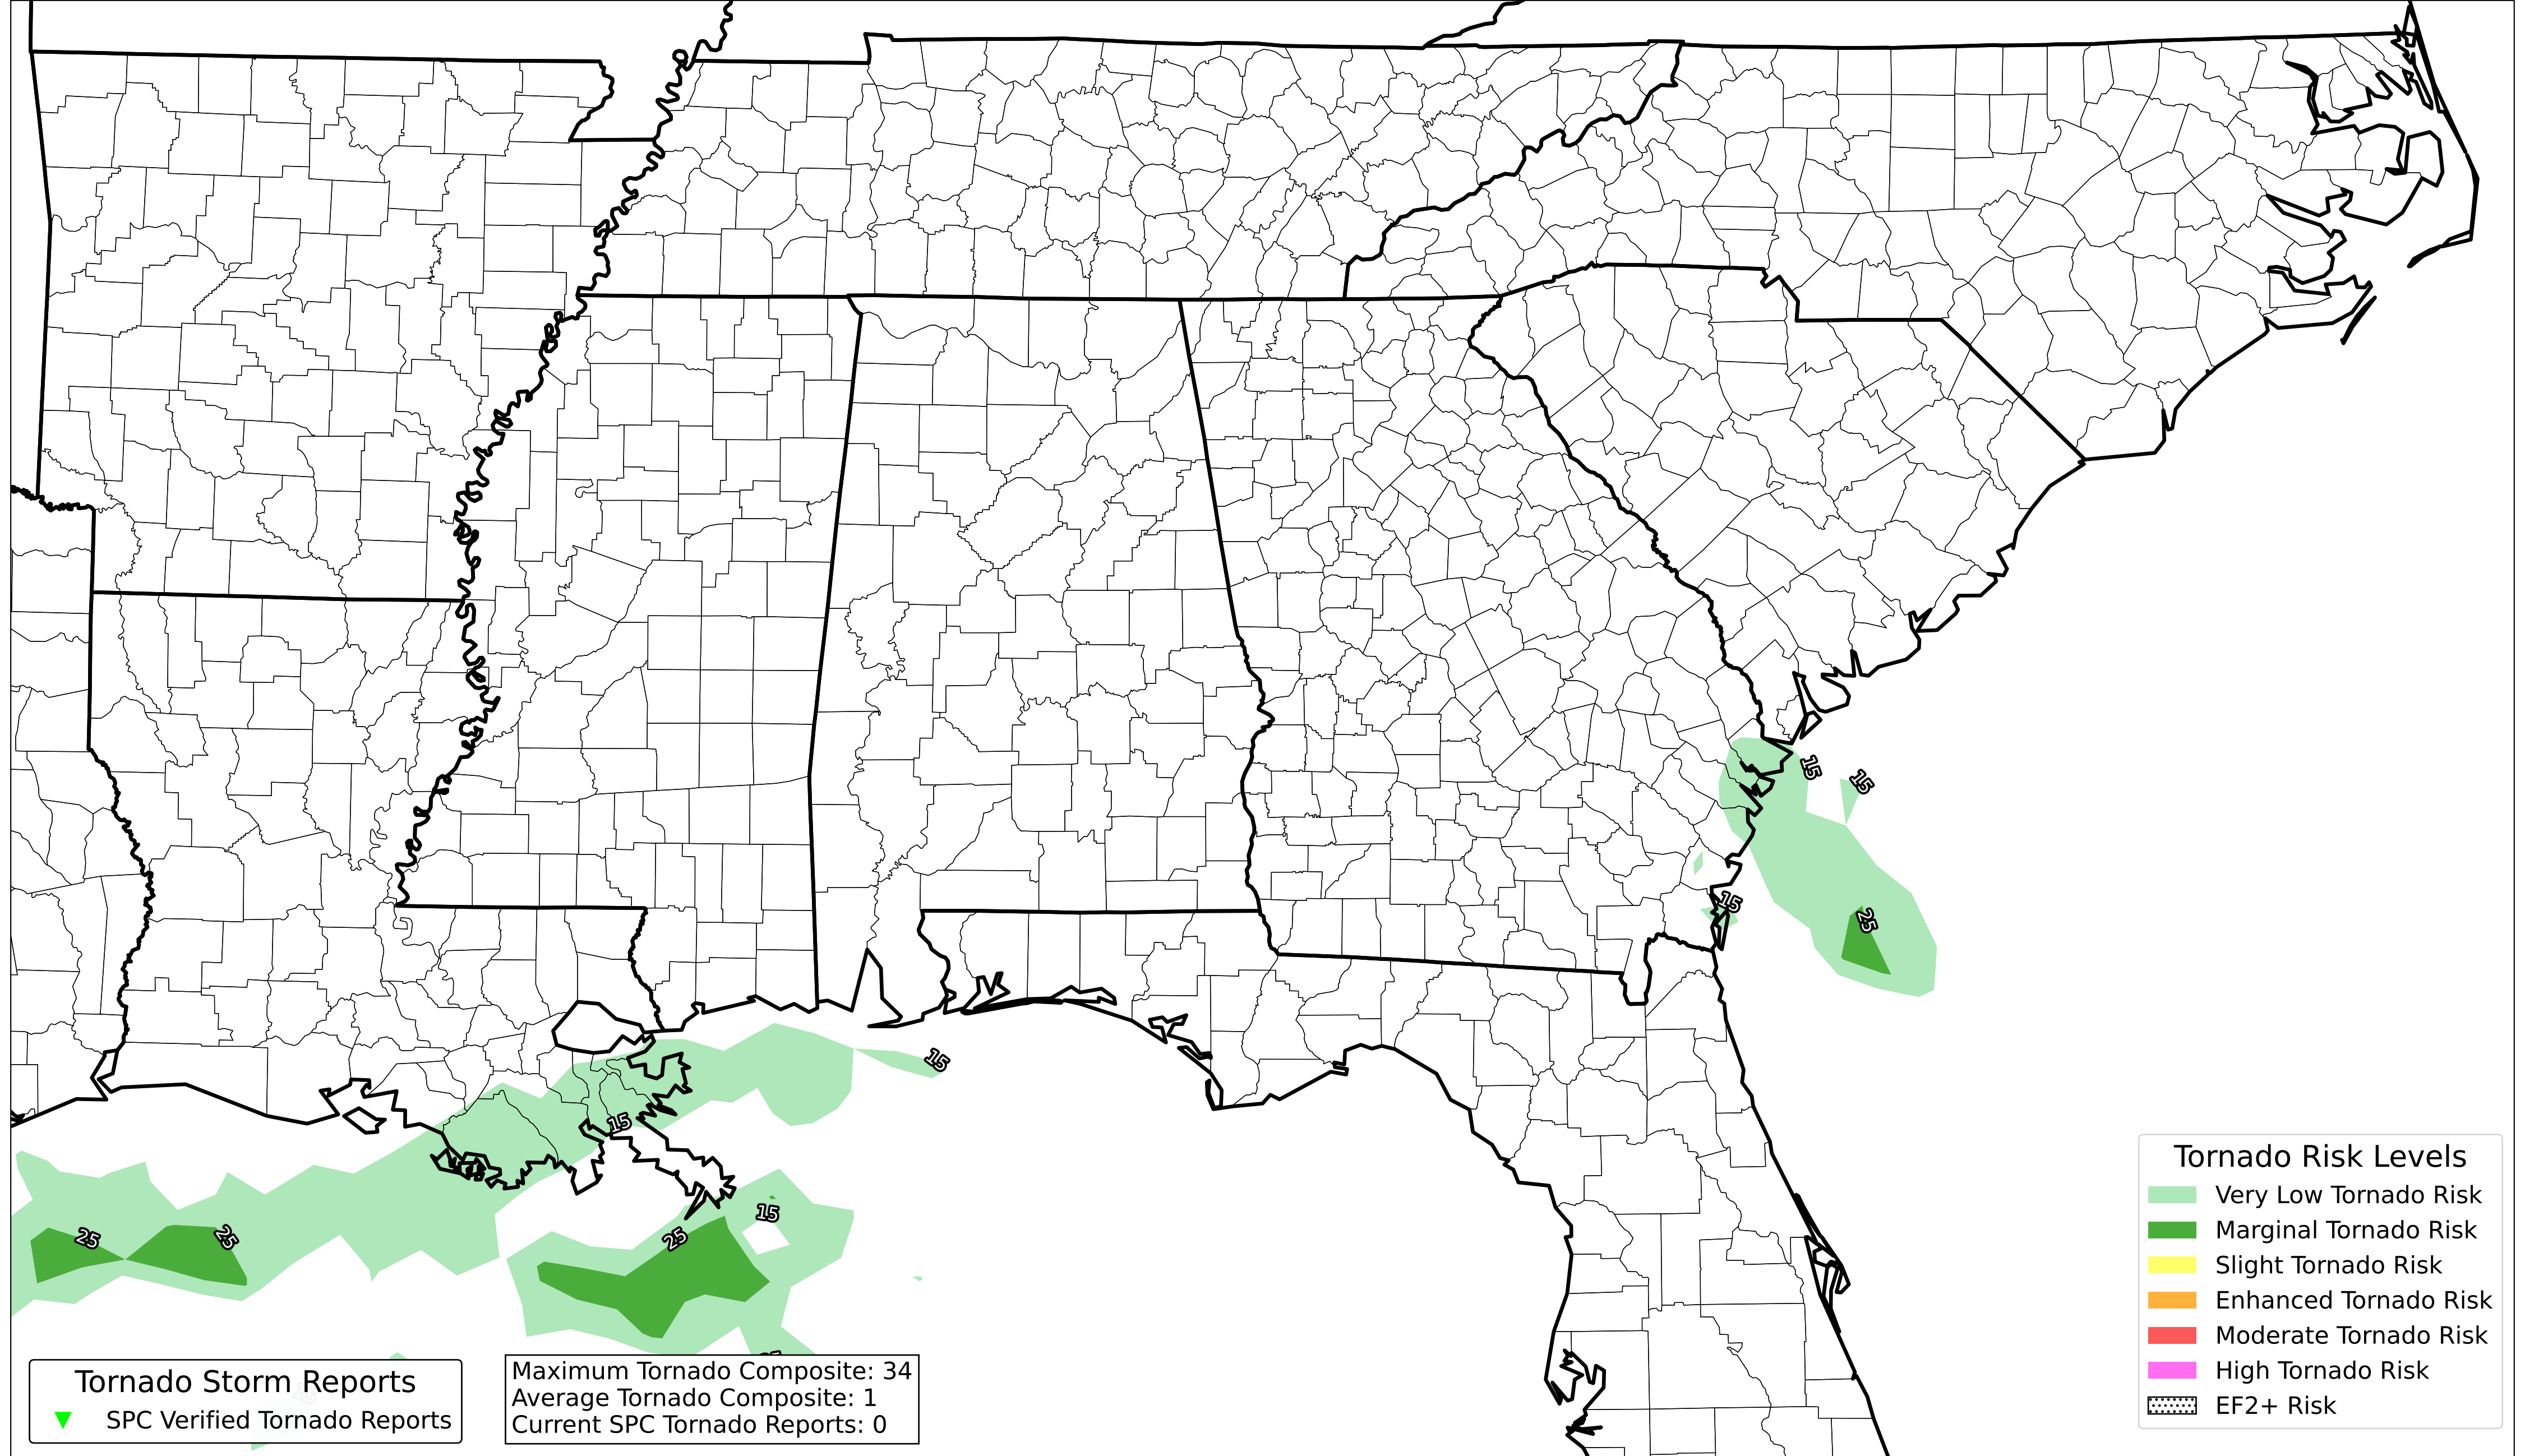 15
15
15
25
15
15
25
25
25
15
Tornado Storm Reports
SPC Verified Tornado Reports
Maximum Tornado Composite: 34
Average Tornado Composite: 1
Current SPC Tornado Reports: 0
Tornado Risk Levels
Very Low Tornado Risk
Marginal Tornado Risk
Slight Tornado Risk
Enhanced Tornado Risk
Moderate Tornado Risk
High Tornado Risk
EF2+ Risk